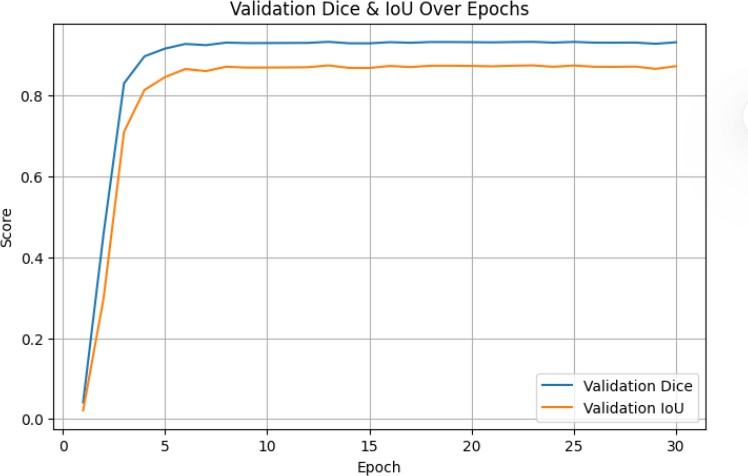 Validation Dice & IoU Over Epochs
Score
0.8
0.6
0.4
0.2
0.0
0 5 10 15 20 25 30
Epoch
Validation Dice
Validation IoU